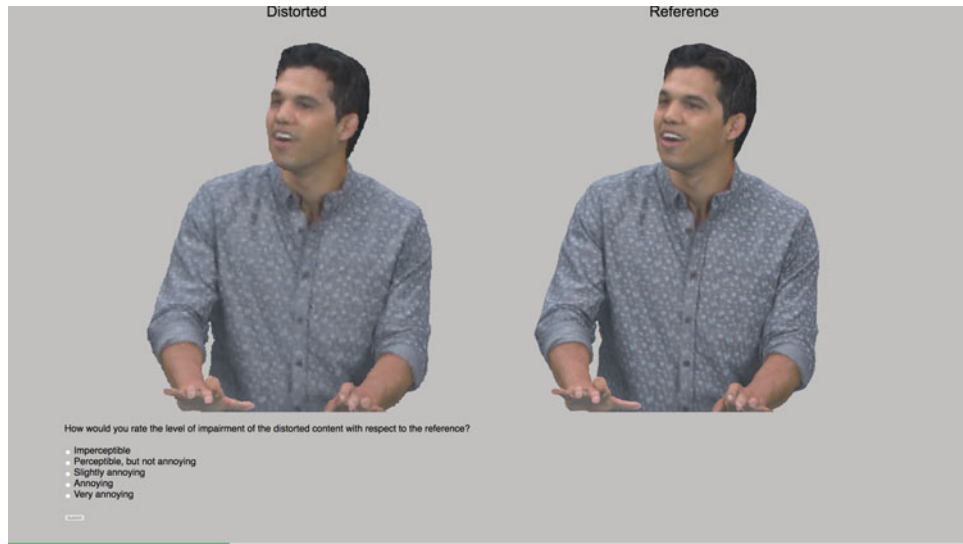 Distorted
Reference
How would you rate the level of impairment of the distorted content with respect to the reference?
Imperceptible
Perceptible, but not annoying
Slightly annoying
Annoying
Very annoying